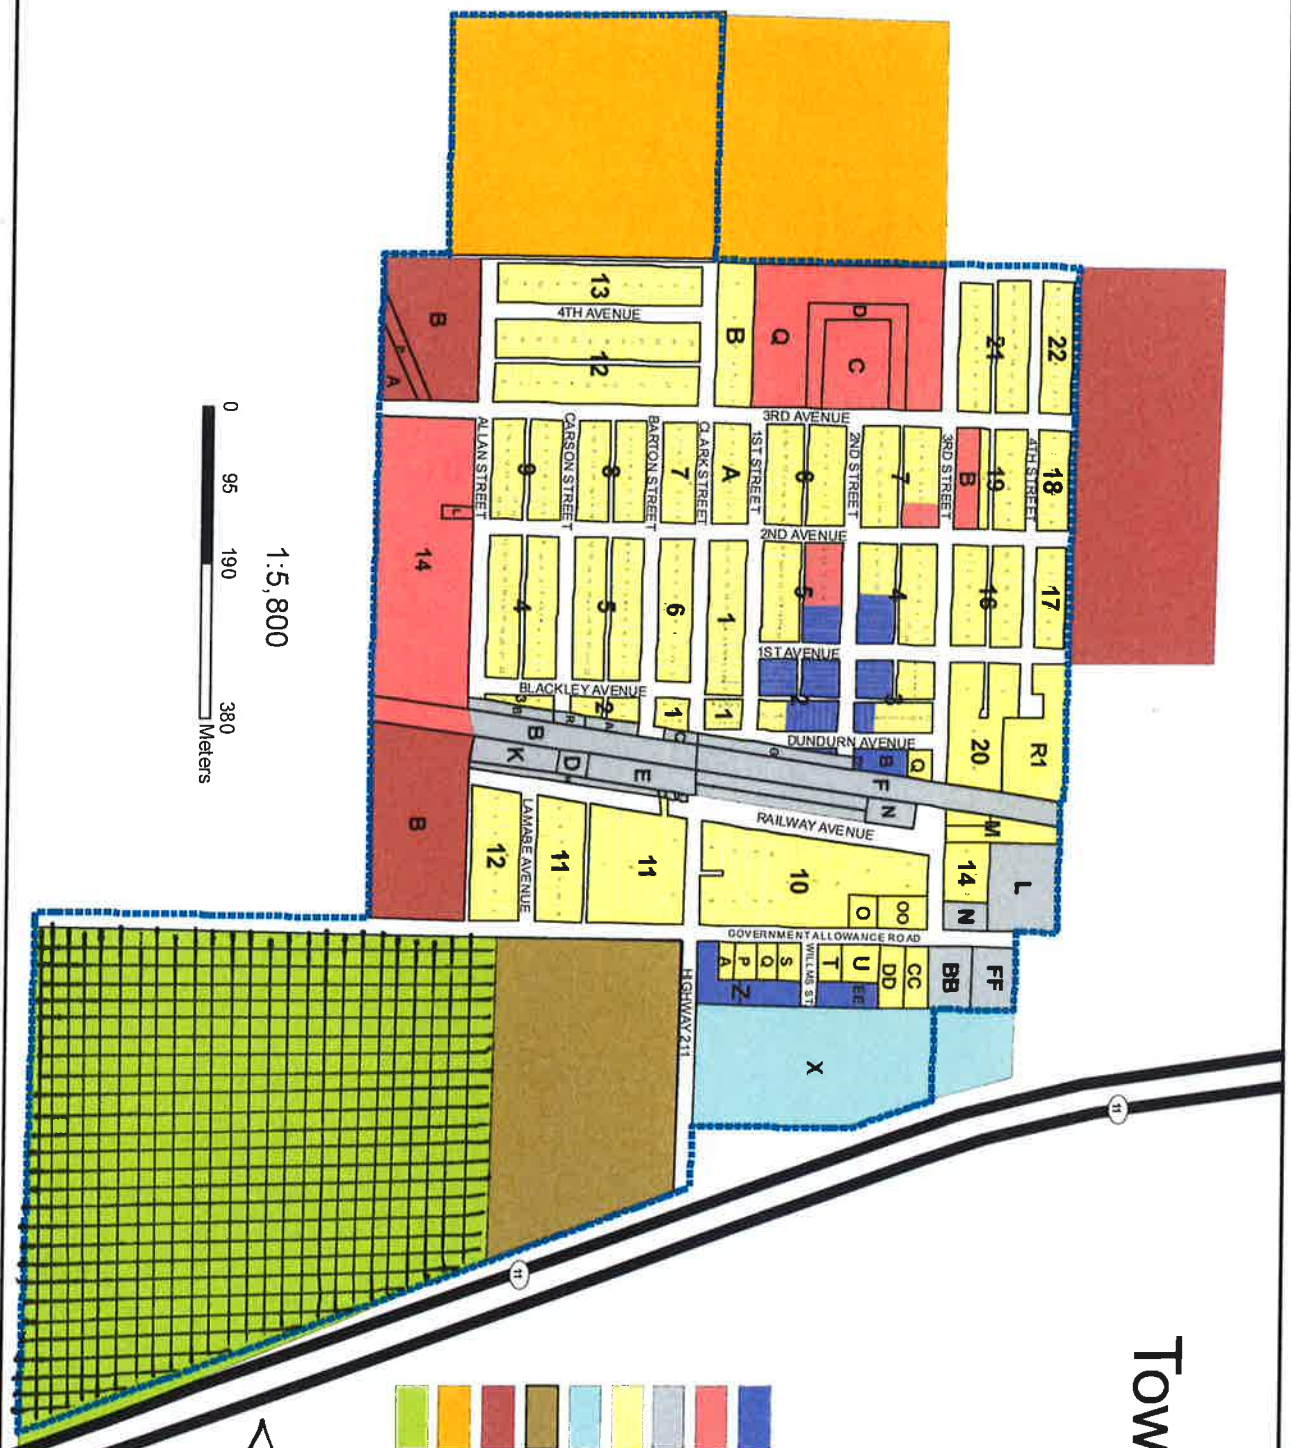 Tow
22
21
18
4TH STREET
19
B
3RD STREET
17
16
R1
20
M
L
14
N
FF
BB
11
Q
D
C
B
3RD AVENUE
7
2ND STREET
6
1ST STREET
A
CLARK STREET
7
BARTON STREET
8
CARSON STREET
9
ALLAN STREET
13
4TH AVENUE
12
B
A
2ND AVENUE
4
5
1
6
5
4
14
L
1ST AVENUE
3
2
1
1
BLACKLEY AVENUE
2
3
DUNDURN AVENUE
Q
B
F
N
G
C
A
R
B
B
K
D
E
RAILWAY AVENUE
10
O
OO
11
11
LAMABE AVENUE
12
B
GOVERNMENT ALLOWANCE ROAD
CC
DD
U
EE
T
WILLMS ST
S
Q
P
A
Z
X
HIGHWAY 211
11
0 95 190 380
Meters
1:5,800